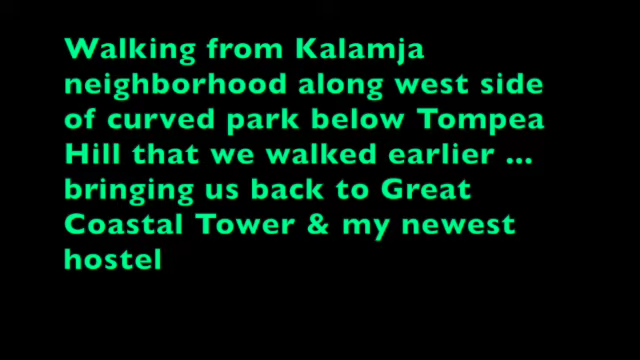 Walking from Kalamja
neighborhood along west side
of curved park below Tompea
Hill that we walked earlier ...
bringing us back to Great
Coastal Tower & my newest
hostel